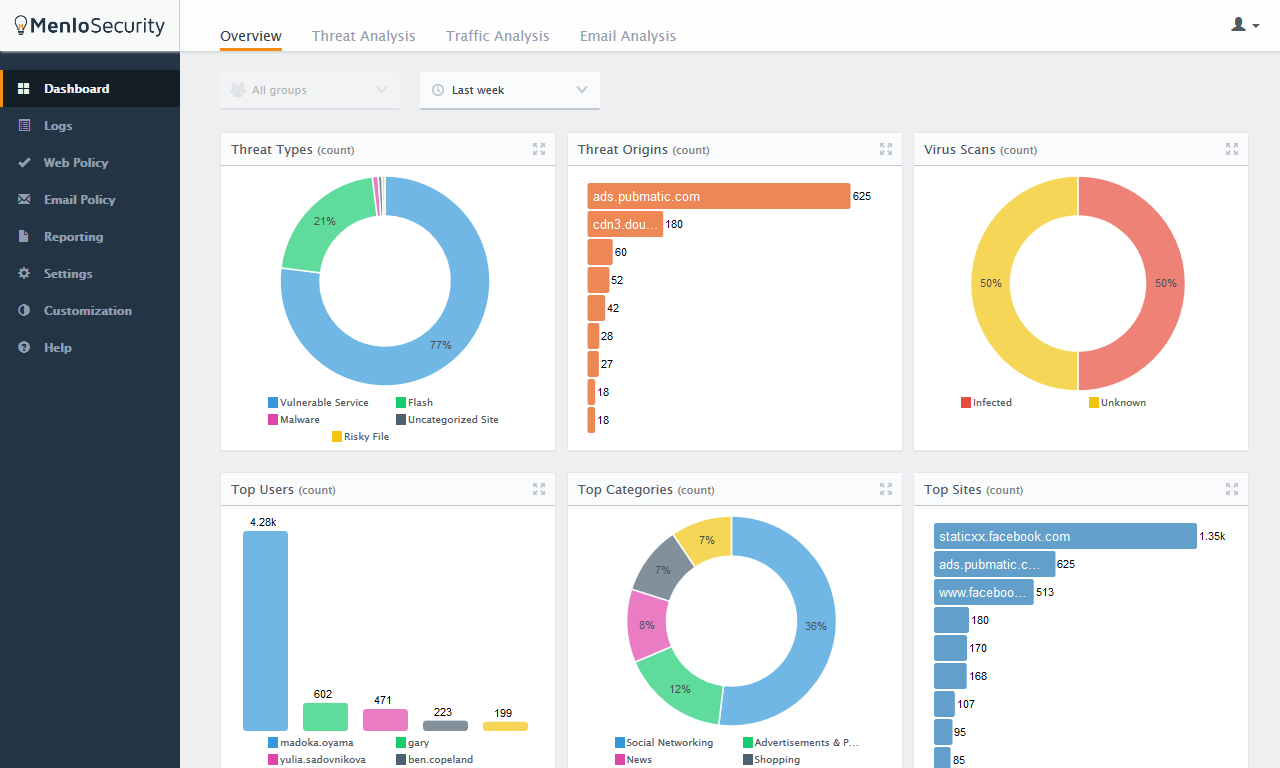 MenloSecurity
Overview Threat Analysis Traffic Analysis Email Analysis
Dashboard
Logs
Web Policy
Email Policy
Reporting
Settings
Customization
Help
All groups
Last week
Threat Types (count)
21%
77%
Vulnerable Service
Flash
Malware
Uncategorized Site
Risky File
Threat Origins (count)
ads.pubmatic.com 625
cdn3.dou... 180
60
52
42
28
27
18
18
Virus Scans (count)
50% 50%
Infected
Unknown
Top Users (count)
4.28k
602
471
223
199
madoka.oyama
gary
yulia.sadovnikova
ben.copeland
Top Categories (count)
7%
7%
8%
36%
12%
Social Networking
Advertisements & P...
News
Shopping
Top Sites (count)
staticxx.facebook.com 1.35k
ads.pubmatic.c... 625
www.faceboo... 513
180
170
168
107
95
85